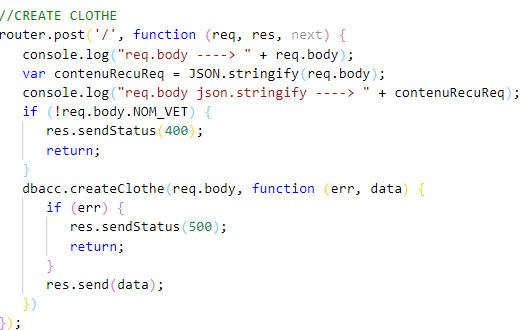 //CREATE CLOTHE
router.post('/', function (req, res, next) {
console.log("req.body ----> " + req.body);
var contenuRecuReq = JSON.stringify(req.body);
console.log("req.body json.stringify ----> " + contenuRecuReq);
if (!req.body.NOM_VET) {
res.sendStatus(400);
return;
}
dbacc.createClothe(req.body, function (err, data) {
if (err) {
res.sendStatus(500);
return;
}
res.send(data);
})
});